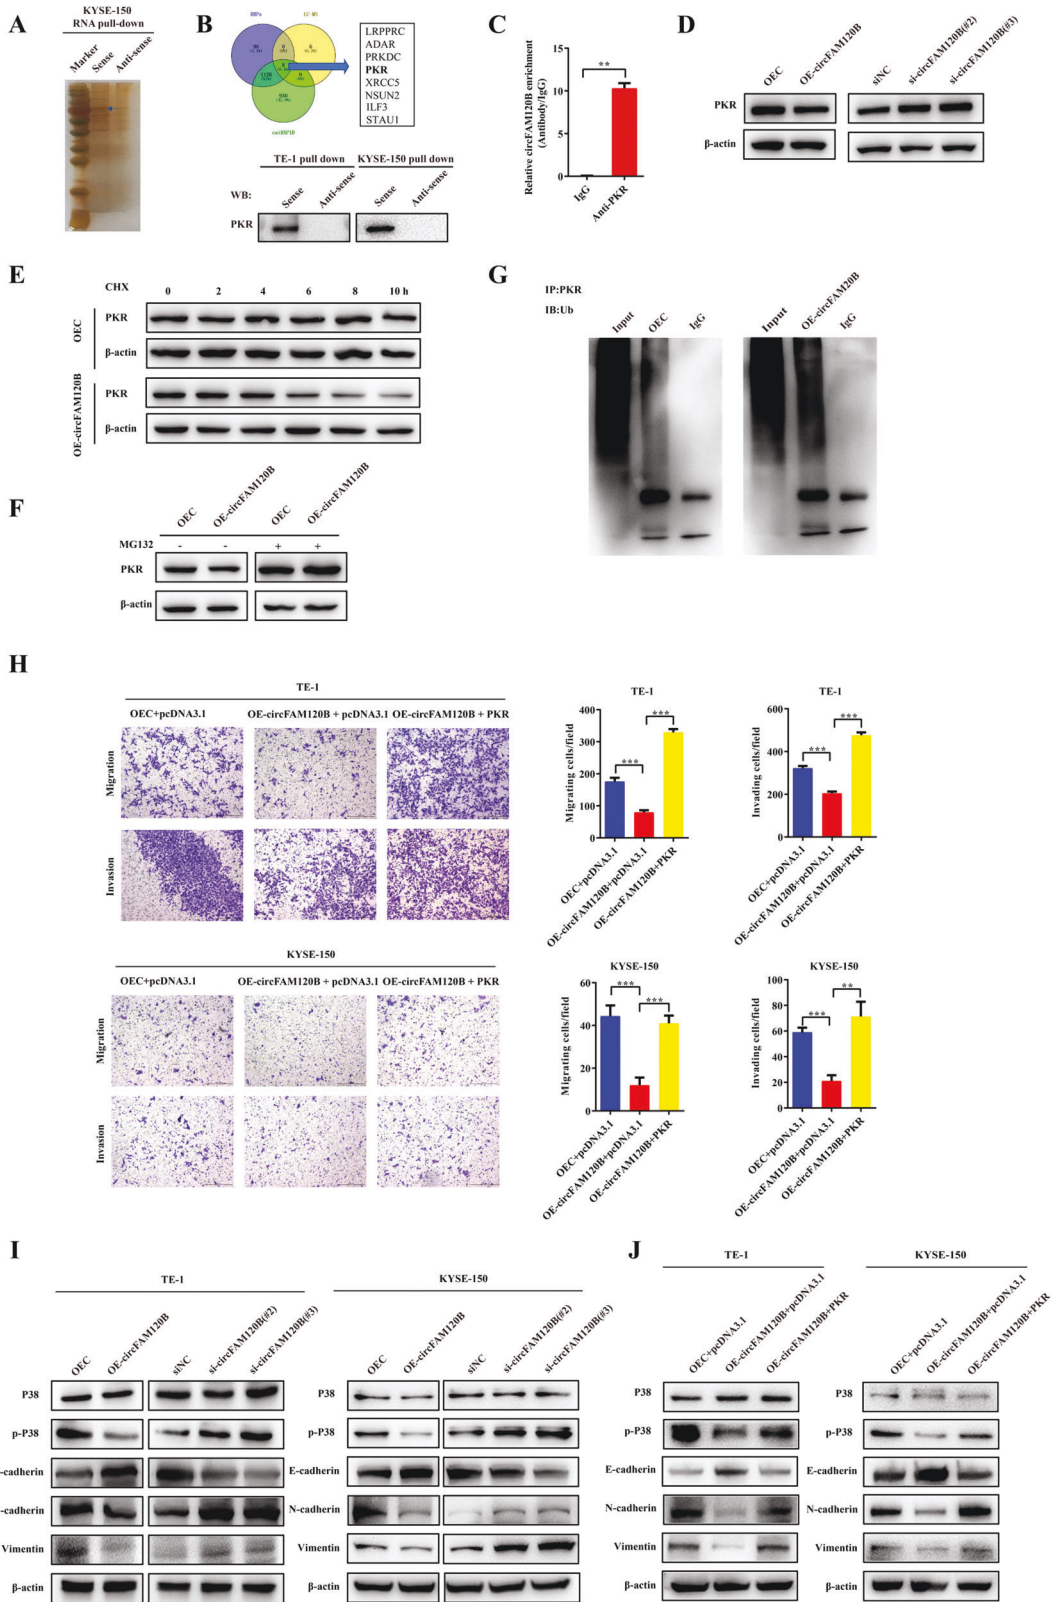 A
KYSE-150
RNA pull-down
Marker
Sense
Anti-sense
B
RBPs
LC-MS
catRAPID
LRPPRC
ADAR
PRKDC
PKR
XRCC5
NSUN2
ILF3
STAU1
TE-1 pull down
KYSE-150 pull down
WB:
Sense
Anti-sense
Sense
Anti-sense
PKR
C
Relative circFAM120B enrichment
(Antibody/IgG)
15
10
5
0
**
IgG
Anti-PKR
D
OEC
OE-circFAM120B
siNC
si-circFAM120B(#2)
si-circFAM120B(#3)
PKR
β-actin
E
CHX
0 2 4 6 8 10 h
OEC
PKR
β-actin
OE-circFAM120B
PKR
β-actin
F
OEC
OE-circFAM120B
OEC
OE-circFAM120B
MG132 - - + +
PKR
β-actin
G
IP:PKR
IB:Ub
Input
OEC
IgG
Input
OE-circFAM120B
IgG
H
TE-1
OEC+pcDNA3.1
OE-circFAM120B + pcDNA3.1
OE-circFAM120B + PKR
Migration
Invasion
KYSE-150
OEC+pcDNA3.1
OE-circFAM120B + pcDNA3.1
OE-circFAM120B + PKR
Migration
Invasion
TE-1
Migrating cells/field
400
300
200
100
0
***
***
OEC+pcDNA3.1
OE-circFAM120B+pcDNA3.1
OE-circFAM120B+PKR
TE-1
Invading cells/field
600
400
200
0
***
***
OEC+pcDNA3.1
OE-circFAM120B+pcDNA3.1
OE-circFAM120B+PKR
KYSE-150
Migrating cells/field
60
40
20
0
***
***
OEC+pcDNA3.1
OE-circFAM120B+pcDNA3.1
OE-circFAM120B+PKR
KYSE-150
Invading cells/field
100
80
60
40
20
0
***
**
OEC+pcDNA3.1
OE-circFAM120B+pcDNA3.1
OE-circFAM120B+PKR
I
TE-1
OEC
OE-circFAM120B
siNC
si-circFAM120B(#2)
si-circFAM120B(#3)
P38
p-P38
-cadherin
-cadherin
Vimentin
β-actin
KYSE-150
OEC
OE-circFAM120B
siNC
si-circFAM120B(#2)
si-circFAM120B(#3)
P38
p-P38
E-cadherin
N-cadherin
Vimentin
β-actin
J
TE-1
OEC+pcDNA3.1
OE-circFAM120B+pcDNA3.1
OE-circFAM120B+PKR
P38
p-P38
E-cadherin
N-cadherin
Vimentin
β-actin
KYSE-150
OEC+pcDNA3.1
OE-circFAM120B+pcDNA3.1
OE-circFAM120B+PKR
P38
p-P38
E-cadherin
N-cadherin
Vimentin
β-actin